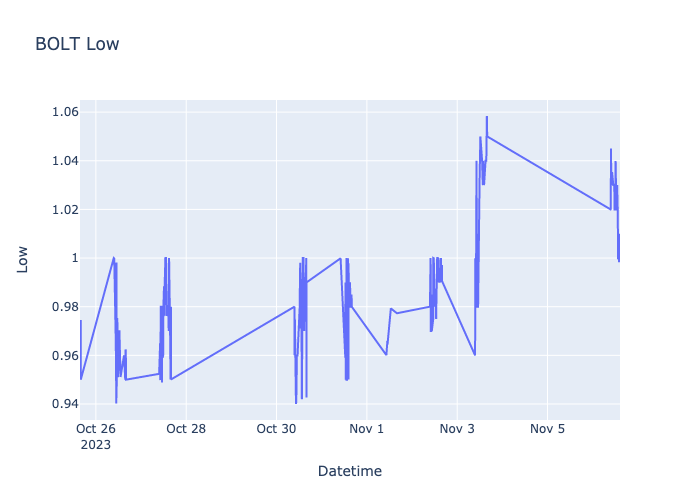 BOLT Low
1.06
1.04
1.02
1
0.98
0.96
0.94
Low
Oct 26
2023
Oct 28
Oct 30
Nov 1
Nov 3
Nov 5
Datetime